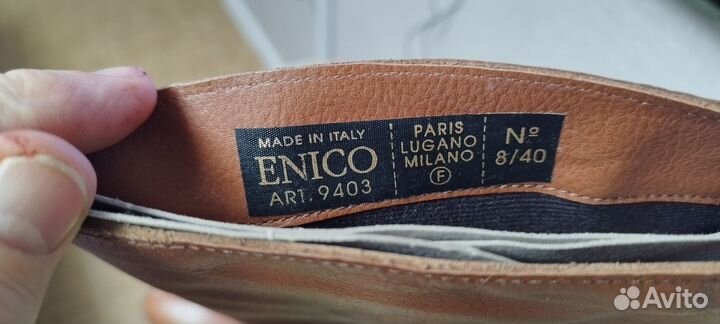 MADE IN ITALY
ENICO
ART. 9403
PARIS
LUGANO
MILANO
F
Nº
8/40
Avito